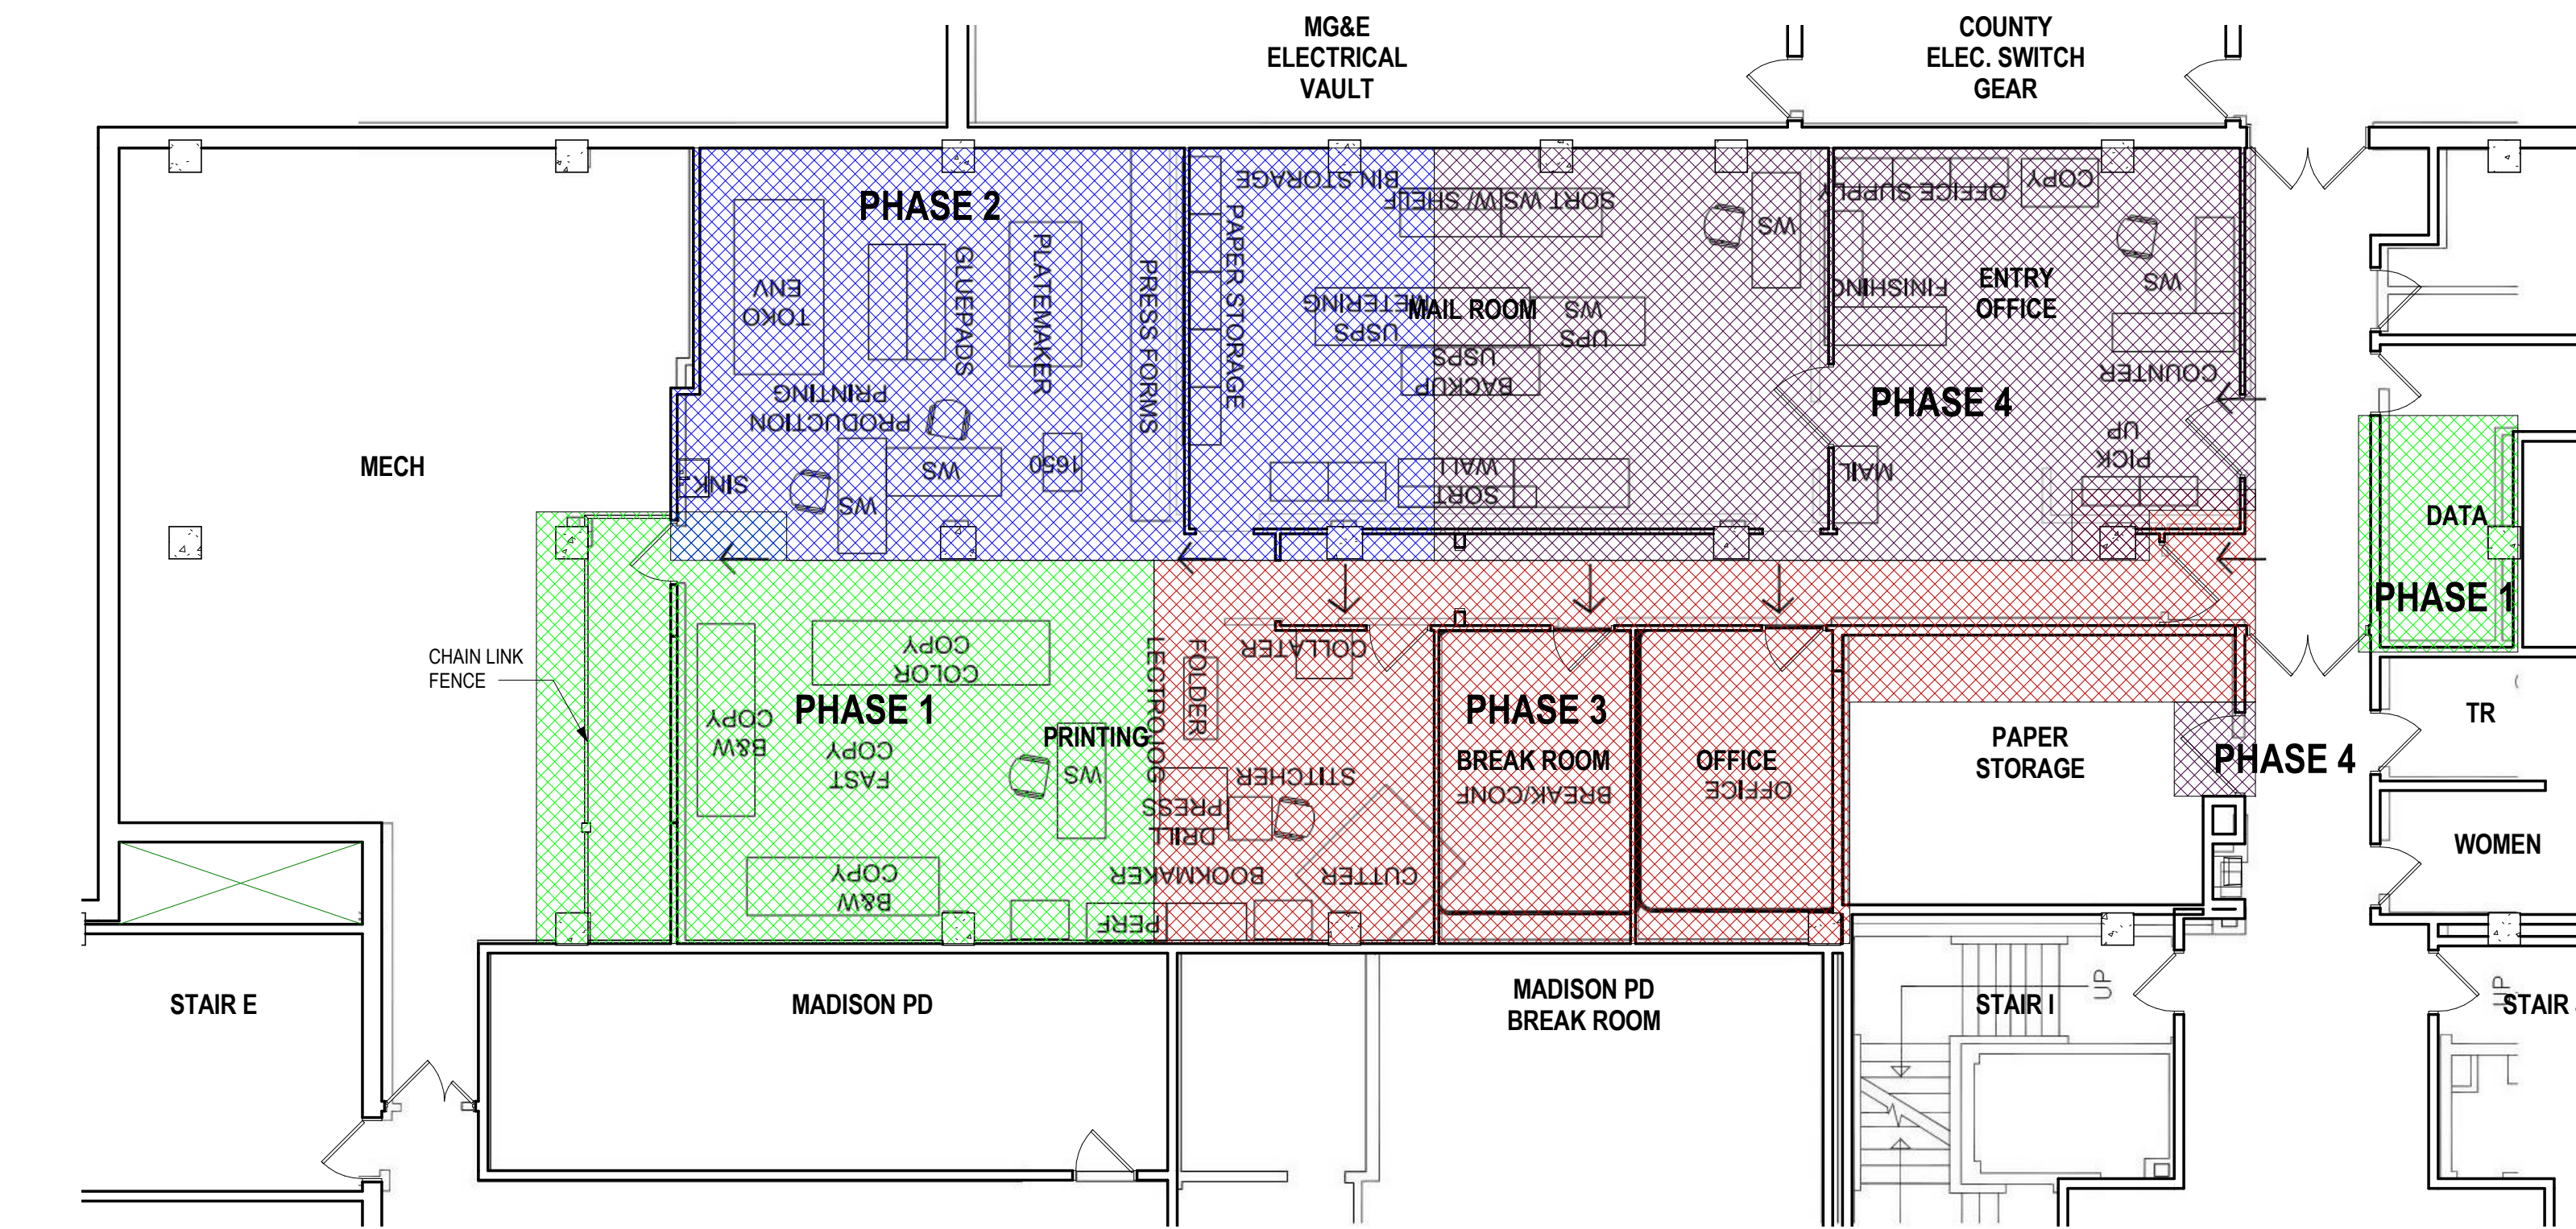 MG&E
ELECTRICAL
VAULT
COUNTY
ELEC. SWITCH
GEAR
PHASE 2
BIN STORAGE
SORT WS W/ SHELF
OFFICE SUPPLY
COPY
WS
WS
PAPER STORAGE
TOKO
ENV
GLUEPADS
PLATEMAKER
PRESS FORMS
USPS
METERING
MAIL ROOM
UPS
WS
BACKUP
USPS
FINISHING
ENTRY
OFFICE
COUNTER
PHASE 4
PRODUCTION
PRINTING
PICK
UP
MECH
SINK
WS
WS
1650
SORT
WALL
MAIL
DATA
PHASE 1
CHAIN LINK
FENCE
COLOR
COPY
COLLATER
FOLDER
LECTROJOG
B&W
COPY
PHASE 1
FAST
COPY
PRINTING
WS
STITCHER
DRILL
PRESS
PHASE 3
BREAK ROOM
BREAK/CONF
OFFICE
OFFICE
PAPER
STORAGE
PHASE 4
TR
WOMEN
B&W
COPY
BOOKMAKER
CUTTER
PERF
STAIR E
MADISON PD
MADISON PD
BREAK ROOM
STAIR I
UP
UP
STAIR